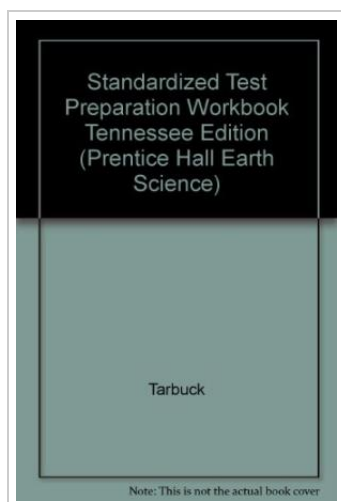 Standardized Test
Preparation Workbook
Tennessee Edition
(Prentice Hall Earth
Science)
Tarbuck
Note: This is not the actual book cover